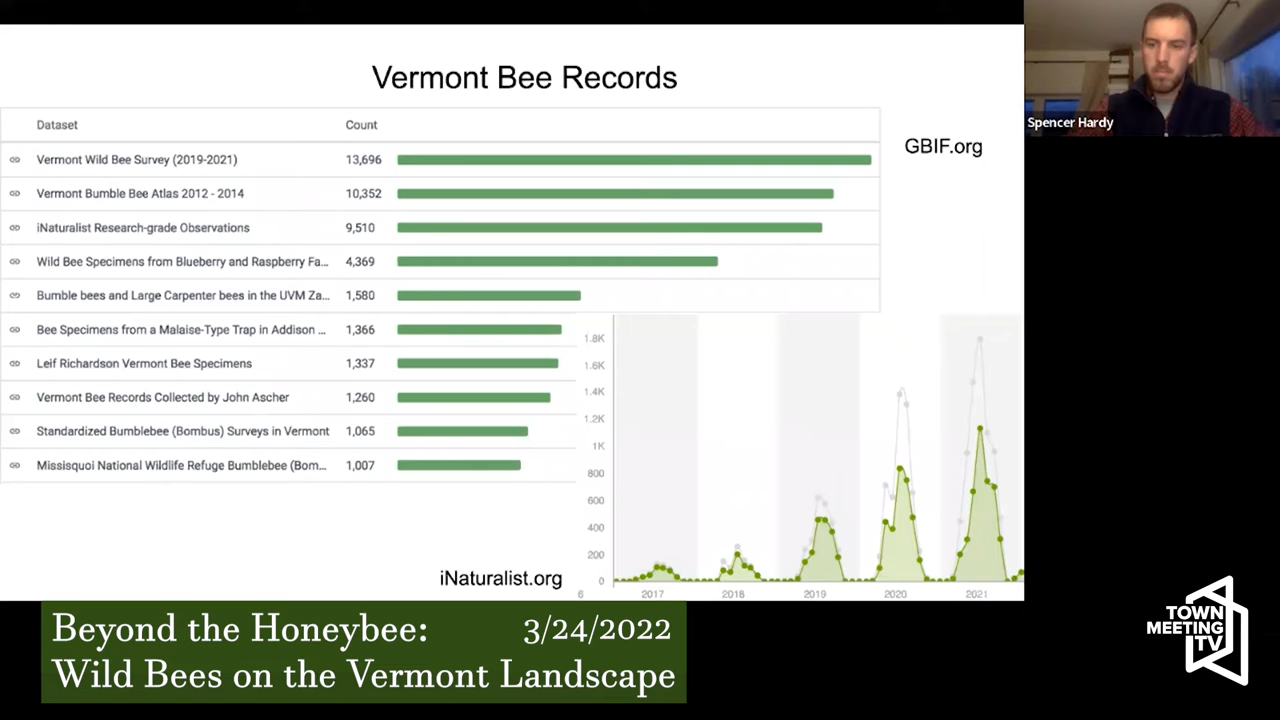 Vermont Bee Records
Spencer Hardy
GBIF.org
Dataset Count
Vermont Wild Bee Survey (2019-2021) 13,696
Vermont Bumble Bee Atlas 2012 - 2014 10,352
iNaturalist Research-grade Observations 9,510
Wild Bee Specimens from Blueberry and Raspberry Fa... 4,369
Bumble bees and Large Carpenter bees in the UVM Za... 1,580
Bee Specimens from a Malaise-Type Trap in Addison ... 1,366
Leif Richardson Vermont Bee Specimens 1,337
Vermont Bee Records Collected by John Ascher 1,260
Standardized Bumblebee (Bombus) Surveys in Vermont 1,065
Missisquoi National Wildlife Refuge Bumblebee (Bom... 1,007
1.8K
1.6K
1.4K
1.2K
1K
800
600
400
200
0
6 2017 2018 2019 2020 2021
iNaturalist.org
Beyond the Honeybee: 3/24/2022
Wild Bees on the Vermont Landscape
TOWN
MEETING
TV